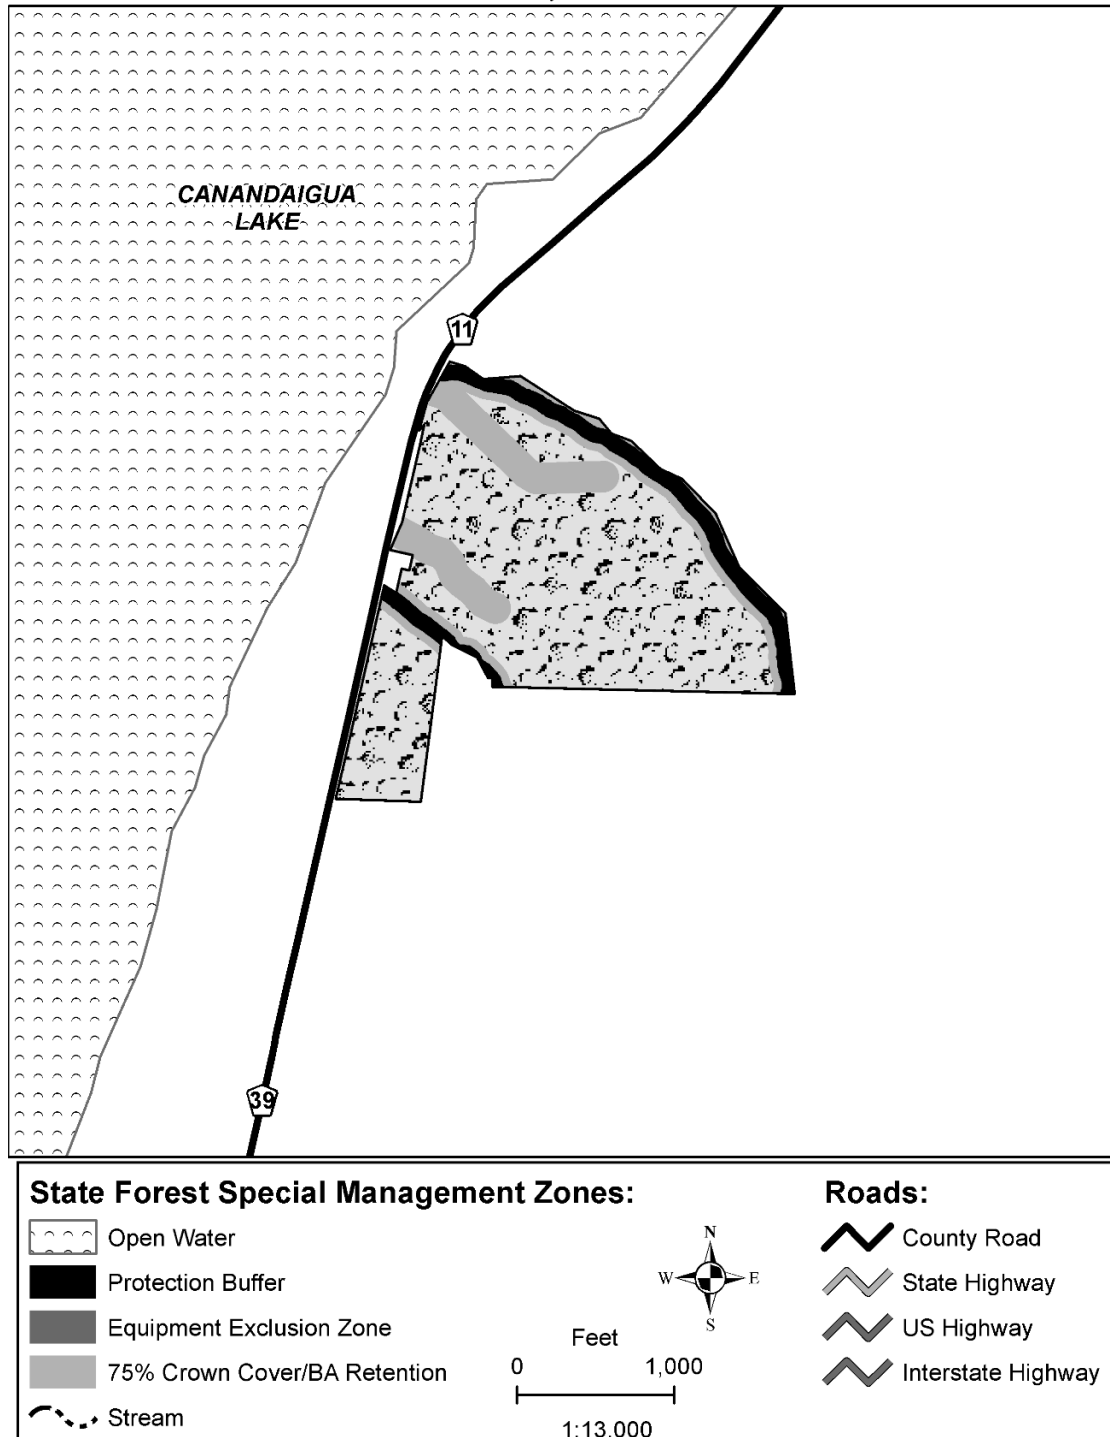 CANANDAIGUA
LAKE
11
39
State Forest Special Management Zones:
Open Water
Protection Buffer
Equipment Exclusion Zone
75% Crown Cover/BA Retention
Stream
N
W E
S
Feet
0 1,000
1:13,000
Roads:
County Road
State Highway
US Highway
Interstate Highway